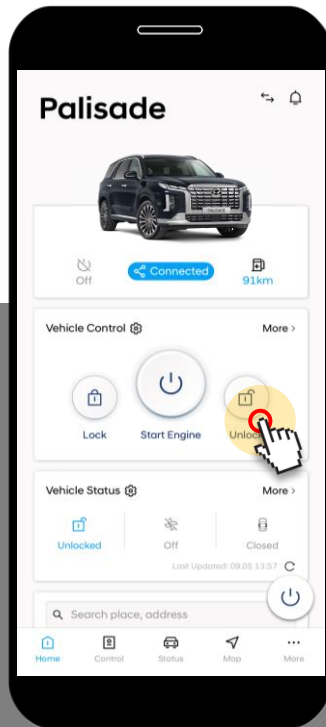 Palisade
Off
Connected
91km
Vehicle Control
More >
Lock
Start Engine
Unlock
Vehicle Status
More >
Unlocked
Off
Closed
Last Updated: 09.05 13:57
Search place, address
Home
Control
Status
Map
More